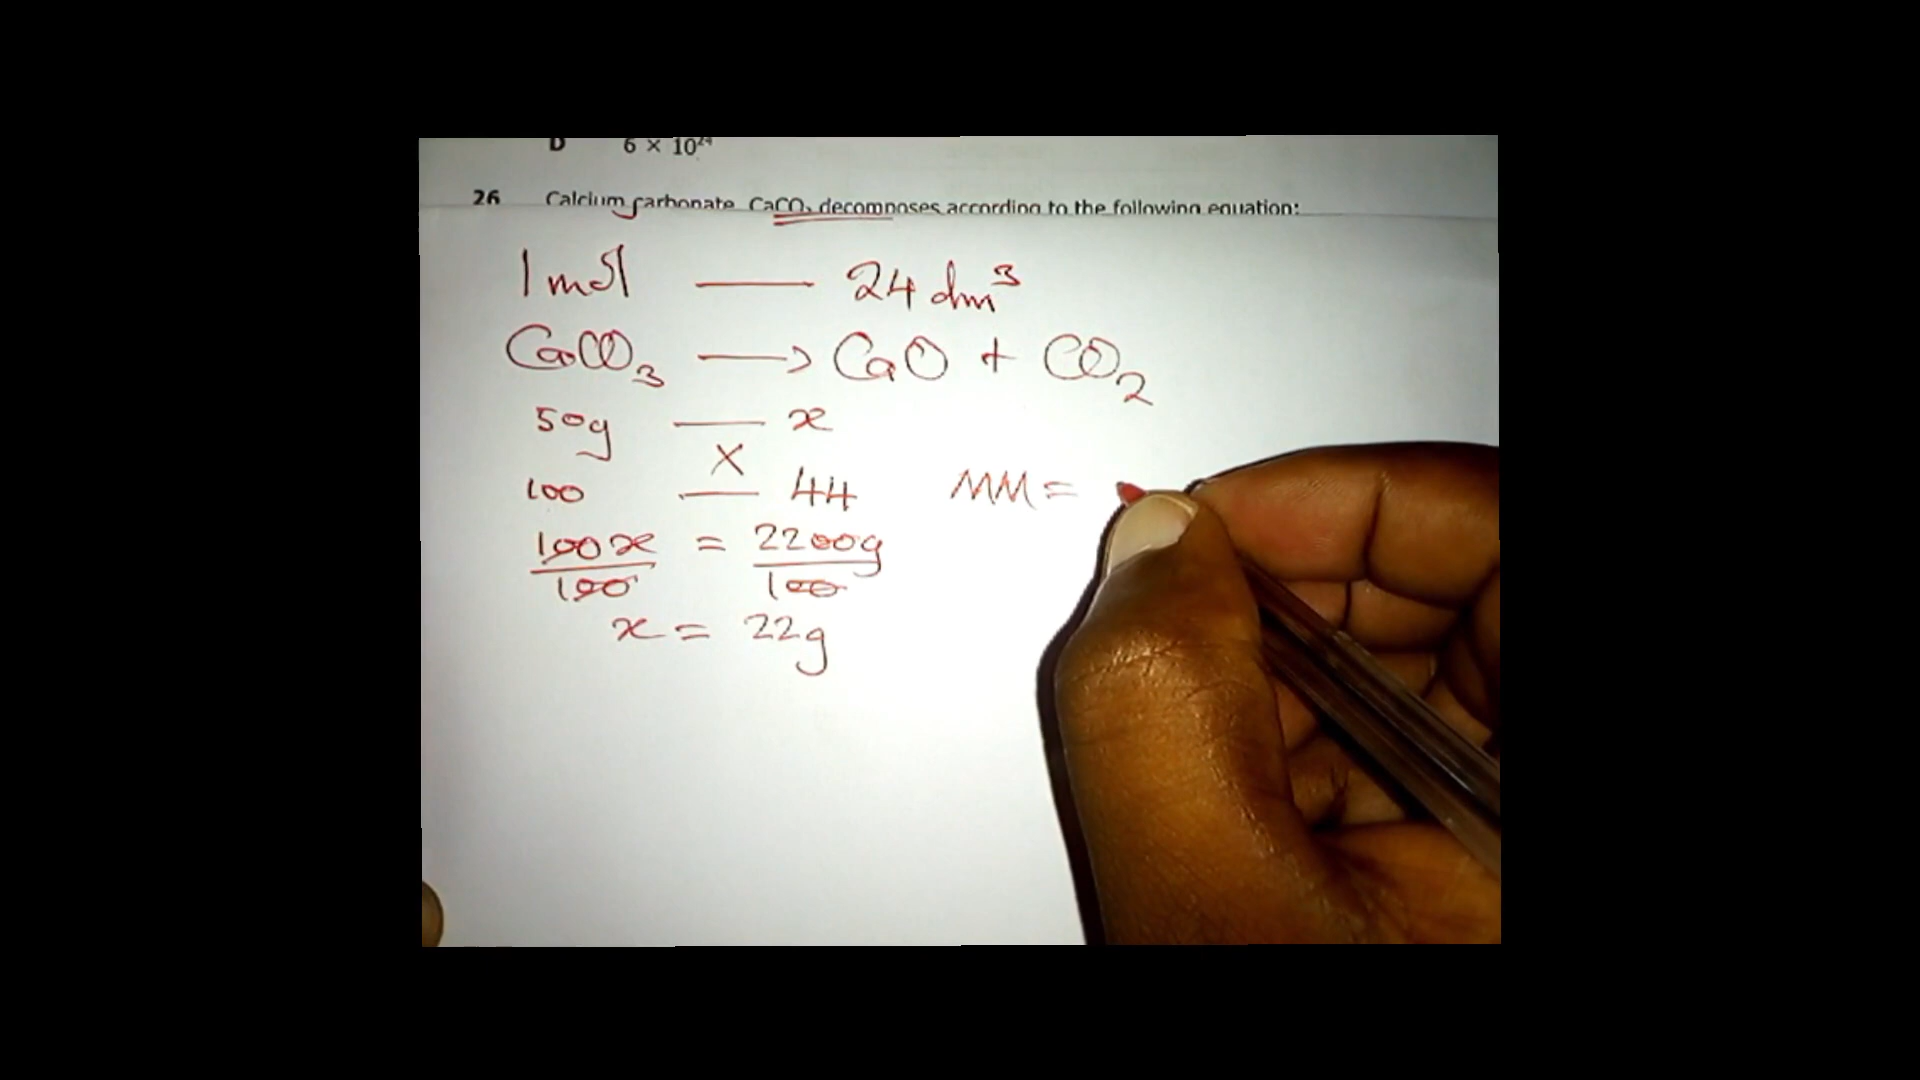 D 6 × 10²⁴
26 Calcium carbonate, CaCO₃ decomposes according to the following equation:
1 mol — 24 dm³
CaCO₃ → CaO + CO₂
50g — x
X
100 — 44 MM =
100x = 2200g
100 100
x = 22g